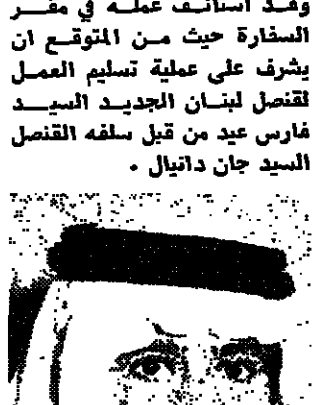 وقد استأنف عمله في مقر
السفارة حيث من المتوقع ان
يشرف على عملية تسليم العمل
لقنصل لبنان الجديد السيد
فارس عيد من قبل سلفه القنصل
السيد جان دانيال .